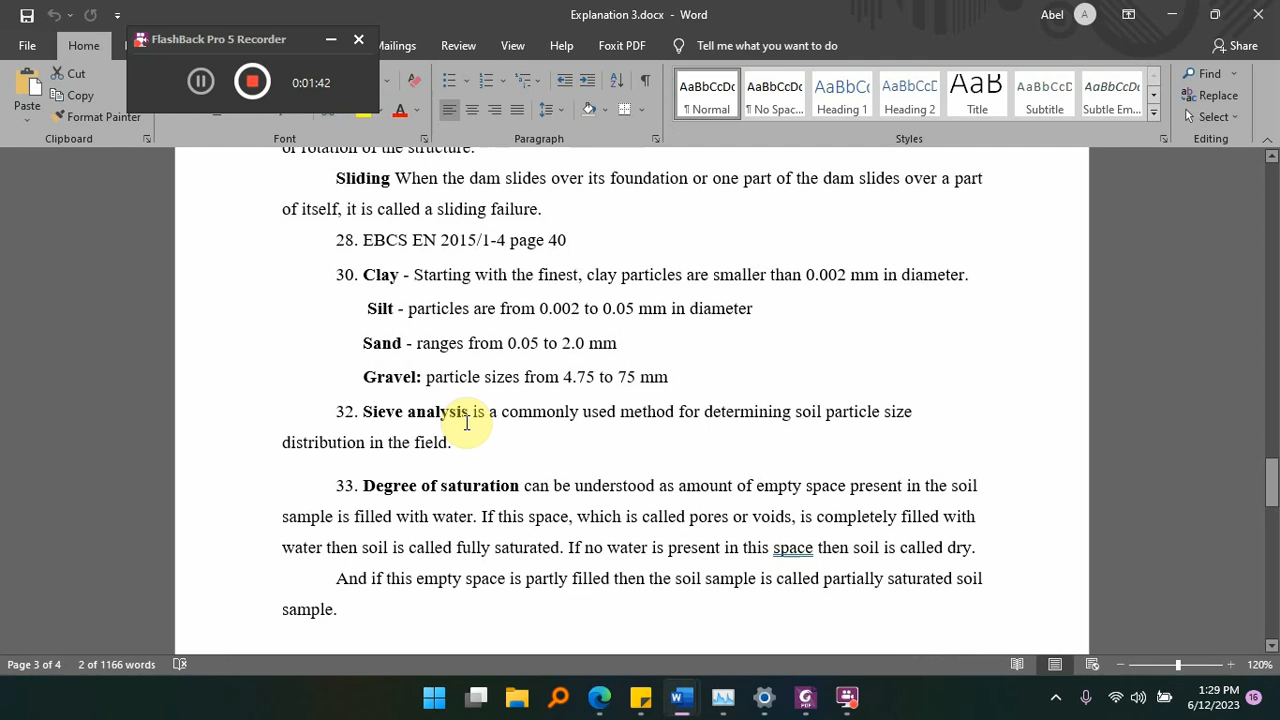 Explanation 3.docx - Word
Abel A
FlashBack Pro 5 Recorder
0:01:42
File Home Mailings Review View Help Foxit PDF Tell me what you want to do Share
Paste Cut Copy Format Painter
AaBbCcDc ¶ Normal
AaBbCcDc ¶ No Spac...
AaBbCc Heading 1
AaBbCcD Heading 2
AaB Title
AaBbCcD Subtitle
AaBbCcD Subtle Em...
Find
Replace
Select
Clipboard Font Paragraph Styles Editing
or rotation of the structure.
Sliding When the dam slides over its foundation or one part of the dam slides over a part
of itself, it is called a sliding failure.
28. EBCS EN 2015/1-4 page 40
30. Clay - Starting with the finest, clay particles are smaller than 0.002 mm in diameter.
Silt - particles are from 0.002 to 0.05 mm in diameter
Sand - ranges from 0.05 to 2.0 mm
Gravel: particle sizes from 4.75 to 75 mm
32. Sieve analysis is a commonly used method for determining soil particle size
distribution in the field.
33. Degree of saturation can be understood as amount of empty space present in the soil
sample is filled with water. If this space, which is called pores or voids, is completely filled with
water then soil is called fully saturated. If no water is present in this space then soil is called dry.
And if this empty space is partly filled then the soil sample is called partially saturated soil
sample.
Page 3 of 4 2 of 1166 words 120%
1:29 PM
6/12/2023
16